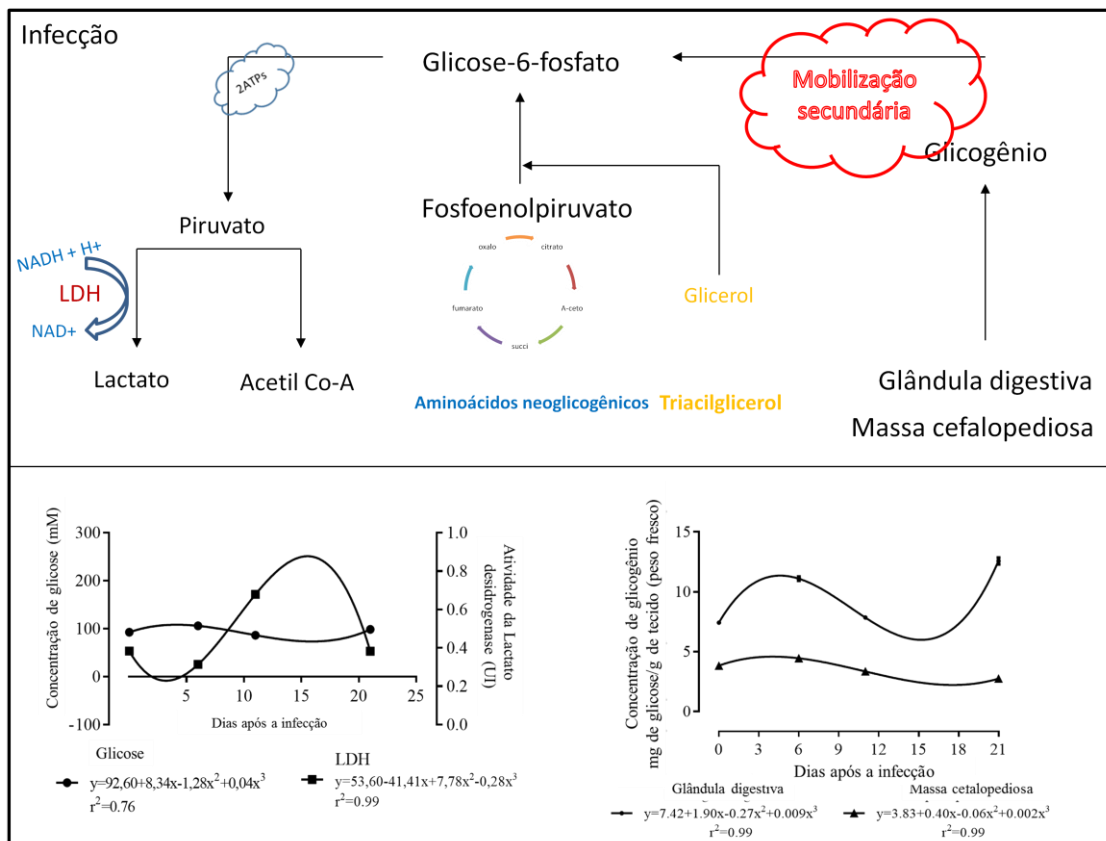 Infecção
2ATPs
Glicose-6-fosfato
Mobilização
secundária
Glicogênio
Piruvato
Fosfoenolpiruvato
NADH + H+
LDH
NAD+
oxalo
citrato
fumarato
A-ceto
succi
Glicerol
Lactato
Acetil Co-A
Aminoácidos neoglicogênicos
Triacilglicerol
Glândula digestiva
Massa cefalopediosa
Concentração de glicose (mM)
300
200
100
0
-100
5
10
15
20
25
Dias após a infecção
1.0
0.8
0.6
0.4
0.2
0.0
Atividade da Lactato
desidrogenase (UI)
Glicose
y=92,60+8,34x-1,28x²+0,04x³
r²=0.76
LDH
y=53,60-41,41x+7,78x²-0,28x³
r²=0.99
Concentração de glicogênio
mg de glicose/g de tecido (peso fresco)
15
10
5
0
0
3
6
9
12
15
18
21
Dias após a infecção
Glândula digestiva
y=7.42+1.90x-0.27x²+0.009x³
r²=0.99
Massa cefalopediosa
y=3.83+0.40x-0.06x²+0.002x³
r²=0.99